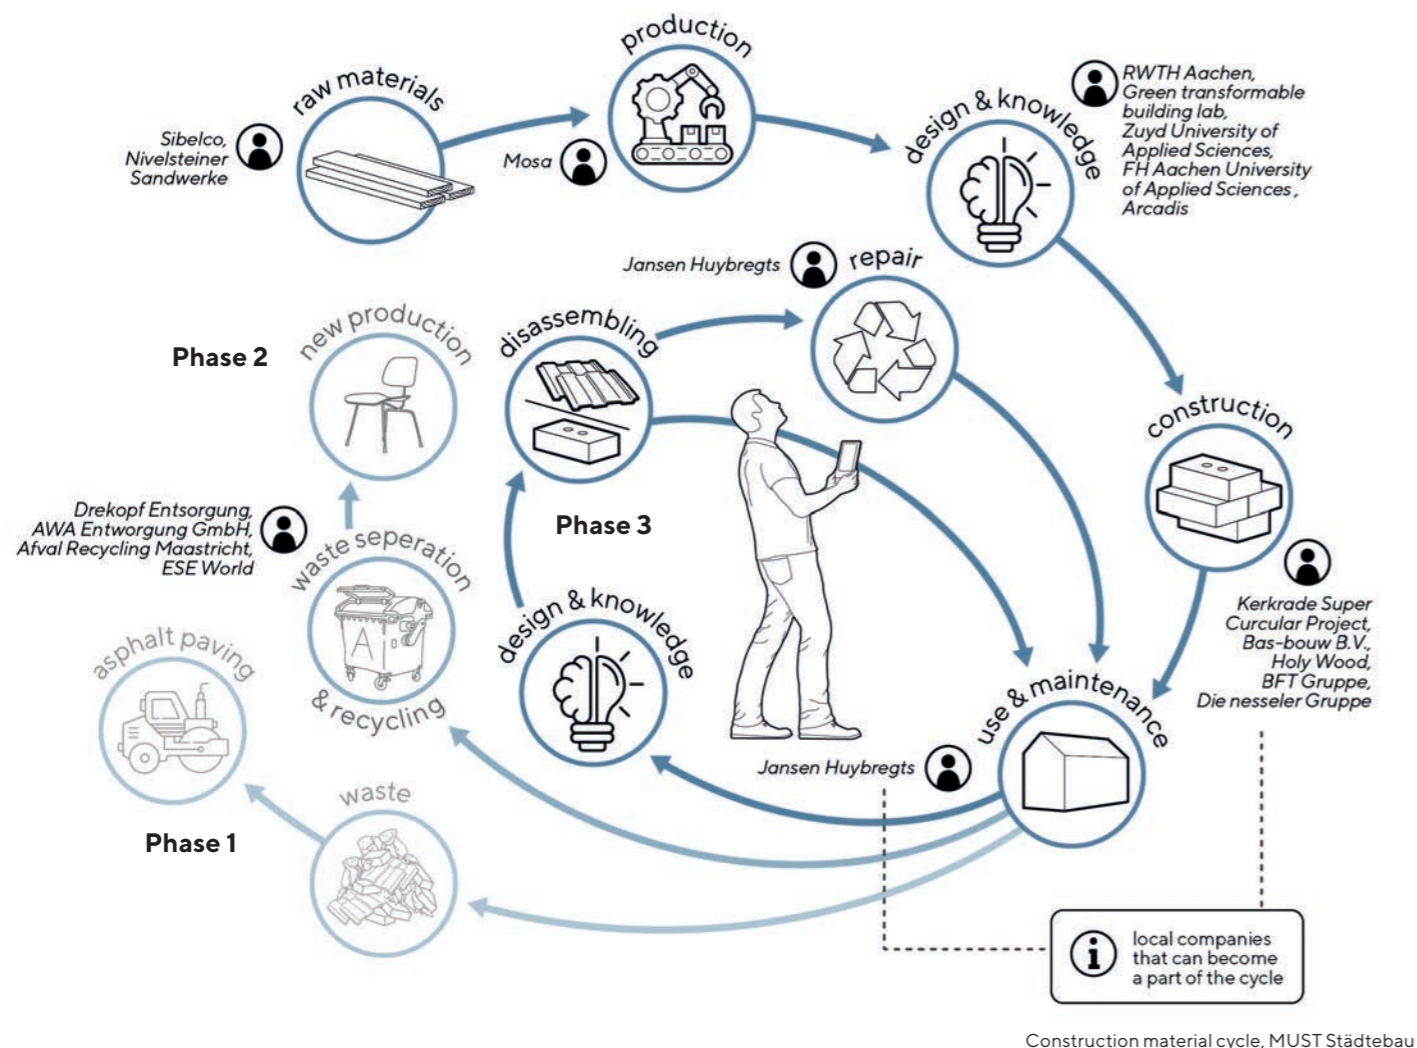 production
raw materials
Sibelco,
Nivelsteiner
Sandwerke
Mosa
design & knowledge
RWTH Aachen,
Green transformable
building lab,
Zuyd University of
Applied Sciences,
FH Aachen University
of Applied Sciences ,
Arcadis
Jansen Huybregts
repair
disassembling
new production
Phase 2
construction
Drekopf Entsorgung,
AWA Entworgung GmbH,
Afval Recycling Maastricht,
ESE World
Phase 3
waste seperation
& recycling
design & knowledge
Kerkrade Super
Curcular Project,
Bas-bouw B.V.,
Holy Wood,
BFT Gruppe,
Die nesseler Gruppe
asphalt paving
use & maintenance
Jansen Huybregts
waste
Phase 1
local companies
that can become
a part of the cycle
A
i
Construction material cycle, MUST Städtebau